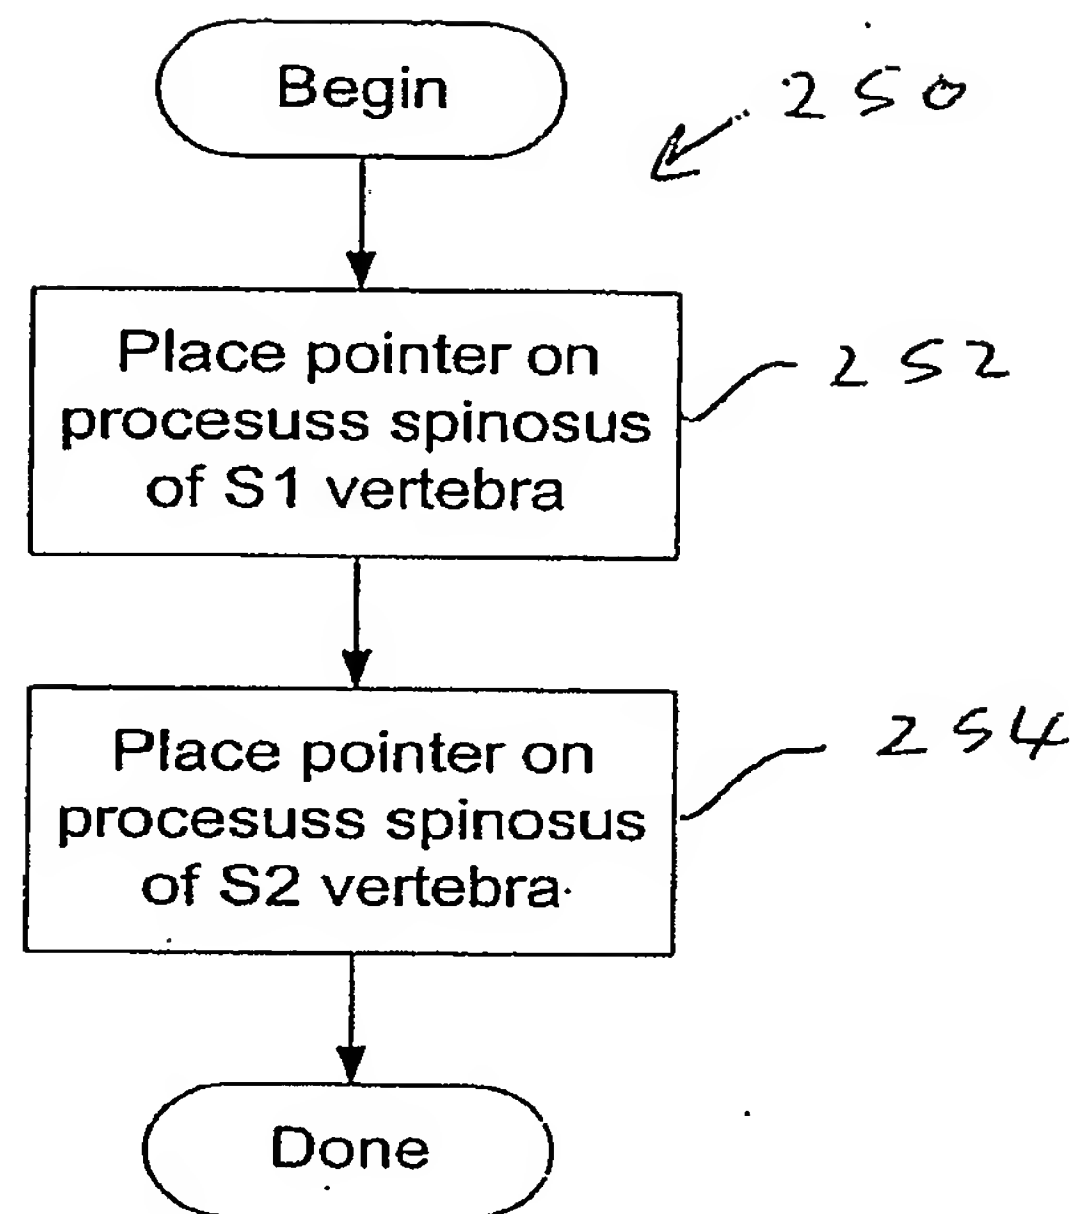 Begin
250
Place pointer on
procesuss spinosus
of S1 vertebra
252
Place pointer on
procesuss spinosus
of S2 vertebra
254
Done